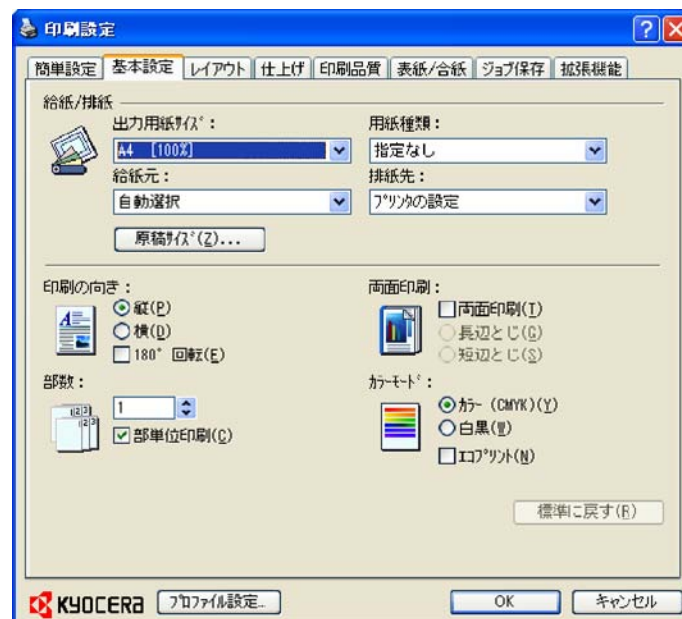 印刷設定
簡単設定 基本設定 レイアウト 仕上げ 印刷品質 表紙/合紙 ジョブ保存 拡張機能
給紙/排紙
出力用紙ｻｲｽﾞ: 用紙種類:
A4 [100%] 指定なし
給紙元: 排紙先:
自動選択 ﾌﾟﾘﾝﾀの設定
原稿ｻｲｽﾞ(Z)...
印刷の向き: 両面印刷:
縦(P) 両面印刷(I)
横(D) 長辺とじ(G)
180° 回転(E) 短辺とじ(S)
部数: ｶﾗｰﾓｰﾄﾞ:
1 ｶﾗｰ (CMYK)(Y)
部単位印刷(C) 白黒(W)
ｴｺﾌﾟﾘﾝﾄ(N)
標準に戻す(R)
KYOCERA ﾌﾟﾛﾌｧｲﾙ設定... OK キャンセル